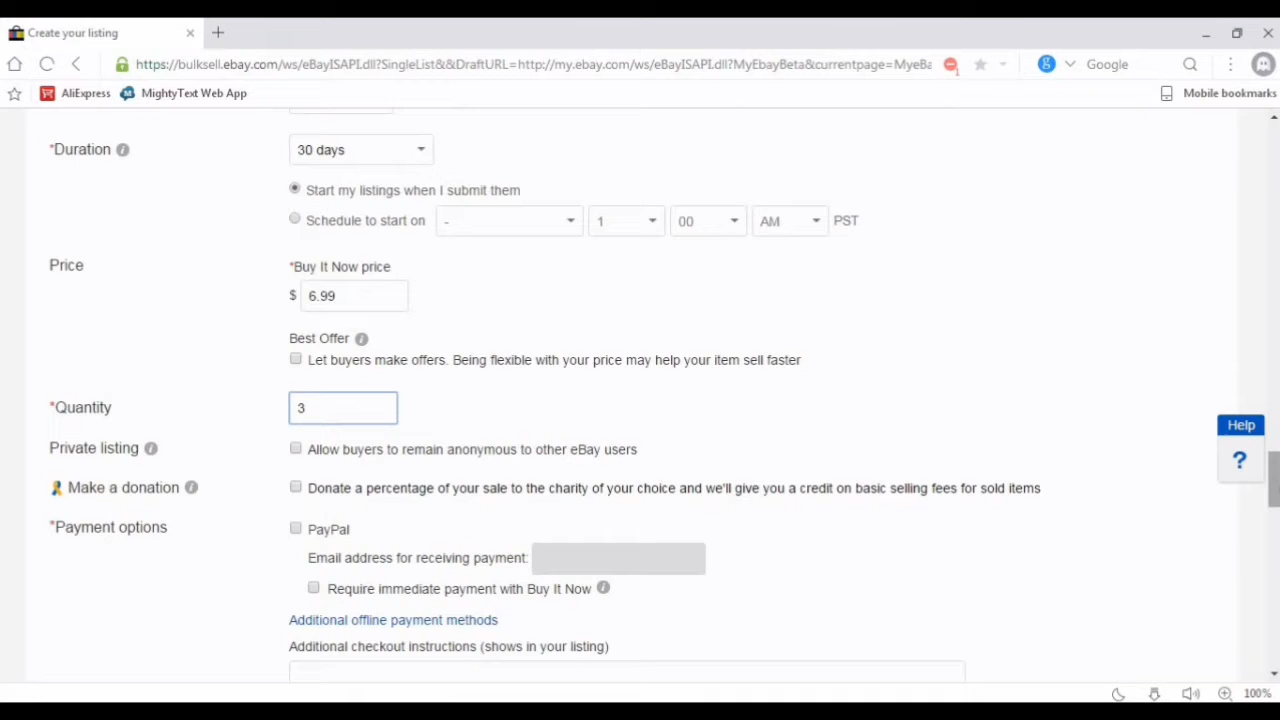 Create your listing
https://bulksell.ebay.com/ws/eBayISAPI.dll?SingleList&&DraftURL=http://my.ebay.com/ws/eBayISAPI.dll?MyEbayBeta&currentpage=MyeBa
g Google
AliExpress MightyText Web App Mobile bookmarks
*Duration i 30 days
Start my listings when I submit them
Schedule to start on - 1 00 AM PST
Price *Buy It Now price
$ 6.99
Best Offer i
Let buyers make offers. Being flexible with your price may help your item sell faster
*Quantity 3
Help
?
Private listing i Allow buyers to remain anonymous to other eBay users
Make a donation i Donate a percentage of your sale to the charity of your choice and we'll give you a credit on basic selling fees for sold items
*Payment options PayPal
Email address for receiving payment:
Require immediate payment with Buy It Now i
Additional offline payment methods
Additional checkout instructions (shows in your listing)
100%